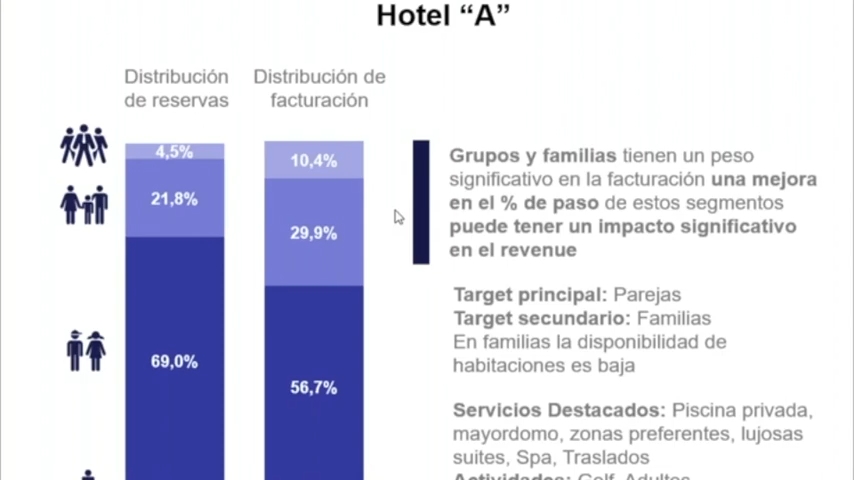 Hotel “A”
Distribución
de reservas
Distribución de
facturación
4,5%
21,8%
69,0%
10,4%
29,9%
56,7%
Grupos y familias tienen un peso
significativo en la facturación una mejora
en el % de paso de estos segmentos
puede tener un impacto significativo
en el revenue
Target principal: Parejas
Target secundario: Familias
En familias la disponibilidad de
habitaciones es baja
Servicios Destacados: Piscina privada,
mayordomo, zonas preferentes, lujosas
suites, Spa, Traslados
Actividades: Golf, Adultos